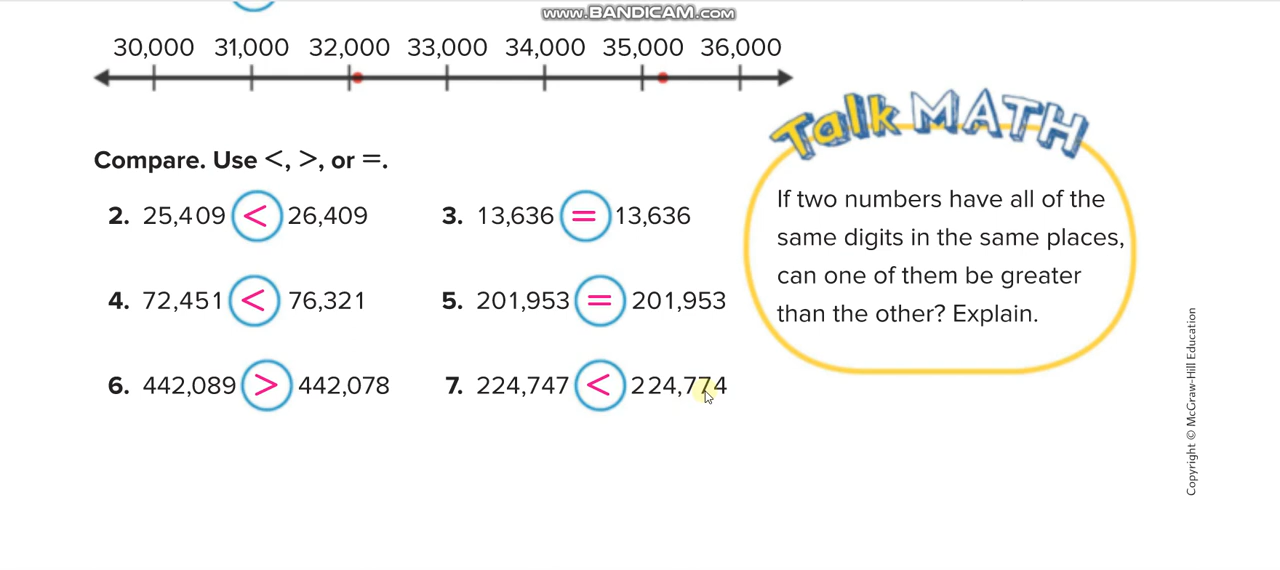 www.BANDICAM.com
30,000 31,000 32,000 33,000 34,000 35,000 36,000
Talk MATH
Compare. Use <, >, or =.
2. 25,409 < 26,409
3. 13,636 = 13,636
4. 72,451 < 76,321
5. 201,953 = 201,953
6. 442,089 > 442,078
7. 224,747 < 224,774
If two numbers have all of the
same digits in the same places,
can one of them be greater
than the other? Explain.
Copyright © McGraw-Hill Education